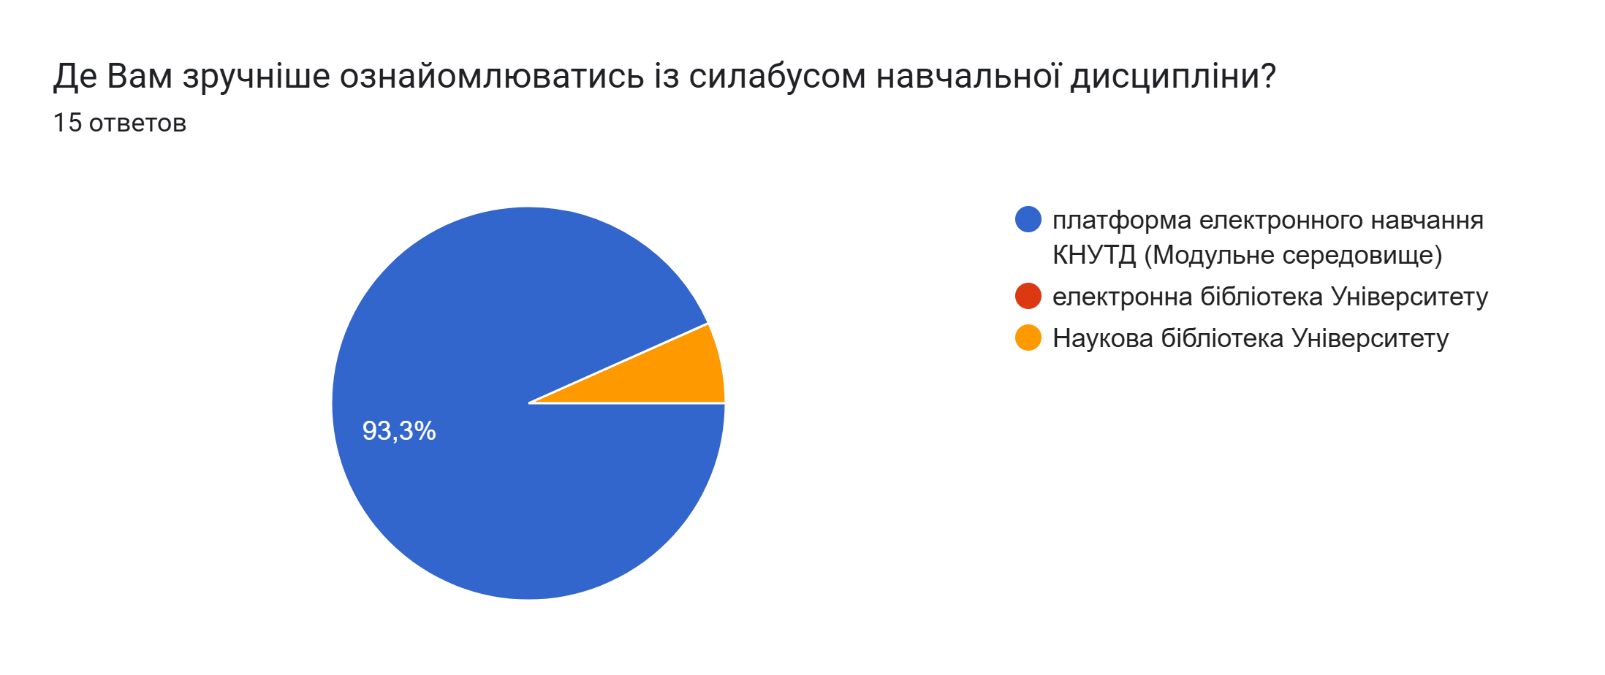 Де Вам зручніше ознайомлюватись із силабусом навчальної дисципліни?
15 ответов
платформа електронного навчання
КНУТД (Модульне середовище)
електронна бібліотека Університету
Наукова бібліотека Університету
93,3%